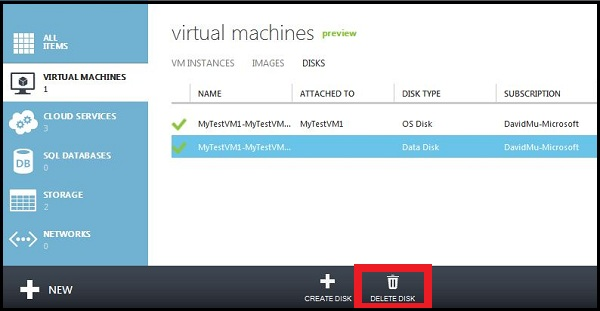 ALL
ITEMS
VIRTUAL MACHINES
1
CLOUD SERVICES
3
DB
SQL DATABASES
0
STORAGE
2
NETWORKS
0
virtual machines preview
VM INSTANCES IMAGES DISKS
NAME ATTACHED TO DISK TYPE SUBSCRIPTION
MyTestVM1-MyTestVM... MyTestVM1 OS Disk DavidMu-Microsoft
MyTestVM1-MyTestVM... Data Disk DavidMu-Microsoft
NEW
CREATE DISK DELETE DISK